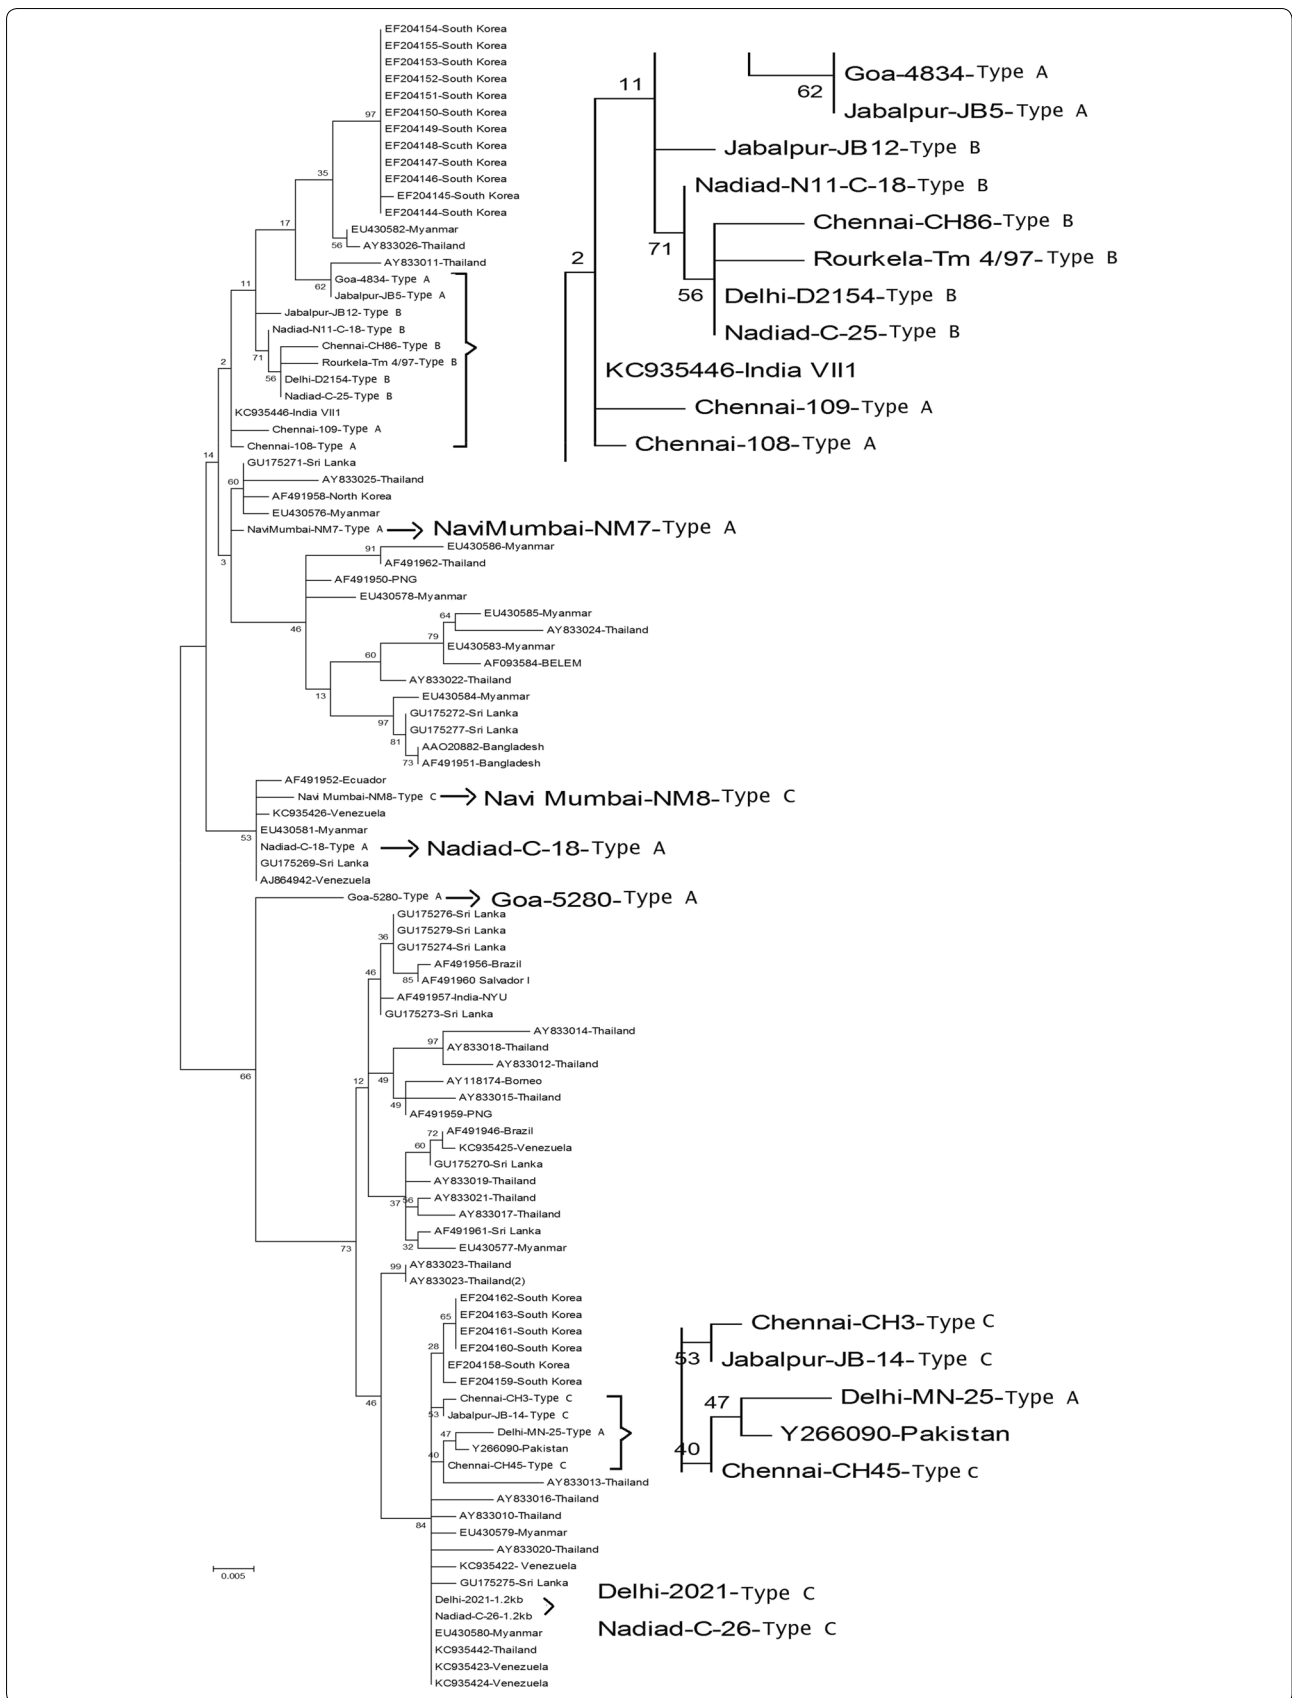 EF204154-South Korea
EF204155-South Korea
EF204153-South Korea
EF204152-South Korea
EF204151-South Korea
EF204150-South Korea
97
EF204149-South Korea
EF204148-South Korea
EF204147-South Korea
35
EF204146-South Korea
EF204145-South Korea
EF204144-South Korea
17
EU430582-Myanmar
56
AY833026-Thailand
AY833011-Thailand
Goa-4834-Type A
11
62
Jabalpur-JB5-Type A
Jabalpur-JB12-Type B
Nadiad-N11-C-18-Type B
Chennai-CH86-Type B
71
2
Rourkela-Tm 4/97-Type B
56
Delhi-D2154-Type B
Nadiad-C-25-Type B
KC935446-India VII1
Chennai-109-Type A
Chennai-108-Type A
14
GU175271-Sri Lanka
60
AY833025-Thailand
AF491958-North Korea
EU430576-Myanmar
NaviMumbai-NM7-Type A
NaviMumbai-NM7-Type A
3
91
EU430586-Myanmar
AF491962-Thailand
AF491950-PNG
EU430578-Myanmar
46
64
EU430585-Myanmar
AY833024-Thailand
79
EU430583-Myanmar
60
AF093584-BELEM
AY833022-Thailand
13
EU430584-Myanmar
97
GU175272-Sri Lanka
GU175277-Sri Lanka
81
AAO20882-Bangladesh
73
AF491951-Bangladesh
AF491952-Ecuador
Navi Mumbai-NM8-Type C
Navi Mumbai-NM8-Type C
KC935426-Venezuela
EU430581-Myanmar
53
Nadiad-C-18-Type A
Nadiad-C-18-Type A
GU175269-Sri Lanka
AJ864942-Venezuela
Goa-5280-Type A
Goa-5280-Type A
GU175276-Sri Lanka
GU175279-Sri Lanka
36
GU175274-Sri Lanka
AF491956-Brazil
46
85
AF491960 Salvador I
AF491957-India-NYU
GU175273-Sri Lanka
AY833014-Thailand
97
AY833018-Thailand
AY833012-Thailand
66
12
49
AY118174-Borneo
AY833015-Thailand
49
AF491959-PNG
72
AF491946-Brazil
60
KC935425-Venezuela
GU175270-Sri Lanka
AY833019-Thailand
37
56
AY833021-Thailand
AY833017-Thailand
AF491961-Sri Lanka
32
EU430577-Myanmar
73
99
AY833023-Thailand
AY833023-Thailand(2)
EF204162-South Korea
65
EF204163-South Korea
EF204161-South Korea
28
EF204160-South Korea
EF204158-South Korea
EF204159-South Korea
46
Chennai-CH3-Type C
53
Jabalpur-JB-14-Type C
47
Delhi-MN-25-Type A
Y266090-Pakistan
40
Chennai-CH45-Type C
AY833013-Thailand
AY833016-Thailand
84
AY833010-Thailand
EU430579-Myanmar
AY833020-Thailand
KC935422- Venezuela
GU175275-Sri Lanka
Delhi-2021-1.2kb
Nadiad-C-26-1.2kb
EU430580-Myanmar
KC935442-Thailand
KC935423-Venezuela
KC935424-Venezuela
0.005
11
62
Goa-4834-Type A
Jabalpur-JB5-Type A
Jabalpur-JB12-Type B
Nadiad-N11-C-18-Type B
Chennai-CH86-Type B
71
2
Rourkela-Tm 4/97-Type B
56
Delhi-D2154-Type B
Nadiad-C-25-Type B
KC935446-India VII1
Chennai-109-Type A
Chennai-108-Type A
Chennai-CH3-Type C
53
Jabalpur-JB-14-Type C
47
Delhi-MN-25-Type A
Y266090-Pakistan
40
Chennai-CH45-Type c
Delhi-2021-Type C
Nadiad-C-26-Type C